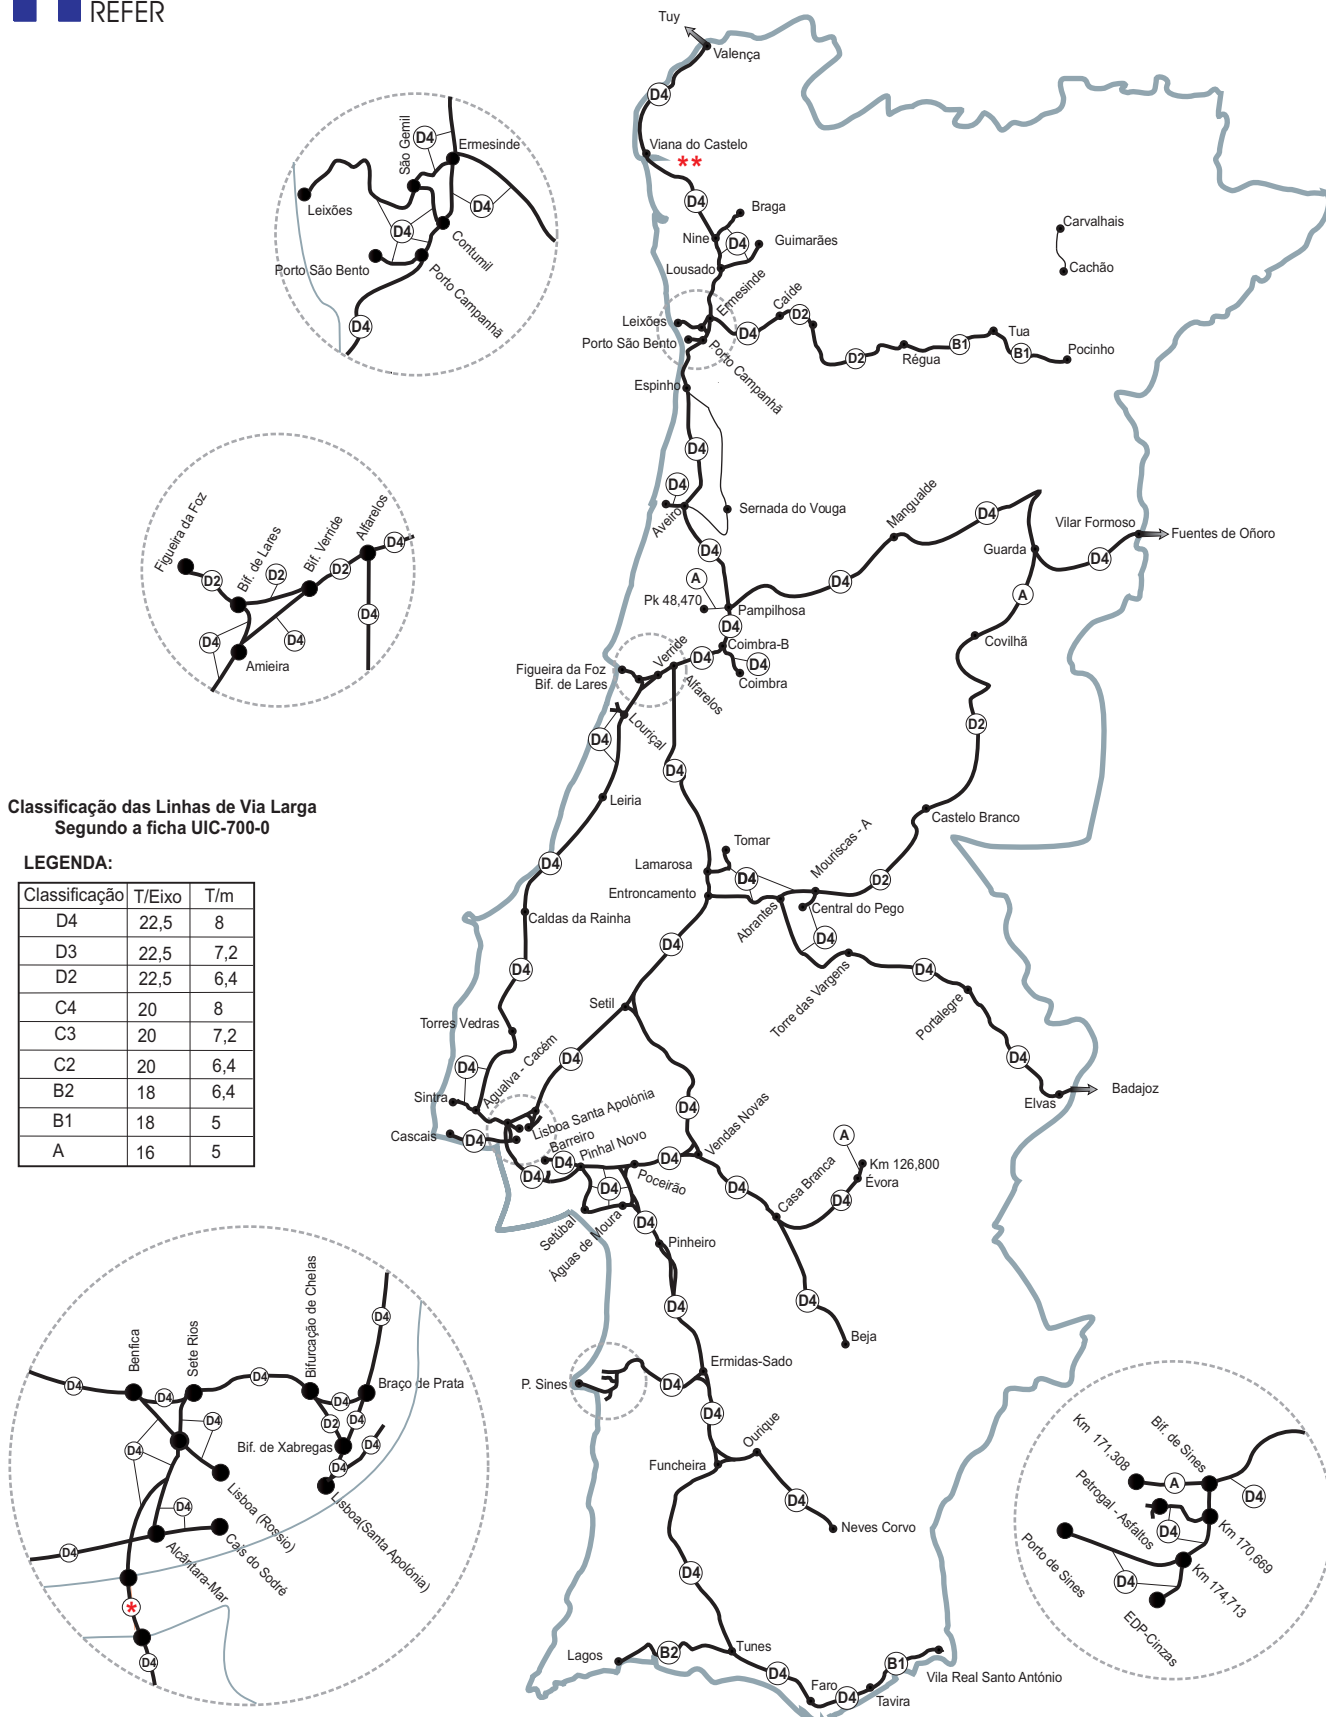 REFER
Tuy
Valença
D4
Viana do Castelo
**
D4
Braga
Nine
D4
Guimarães
Lousado
Ermesinde
Carvalhais
Cachão
Leixões
Porto São Bento
Porto Campanhã
D4
Caíde
D2
D2
Régua
B1
Tua
B1
Pocinho
Espinho
D4
D4
Aveiro
Sernada do Vouga
D4
Mangualde
D4
D4
Guarda
Vilar Formoso
Fuentes de Oñoro
D4
A
Pk 48,470
Pampilhosa
D4
Coimbra-B
D4
D4
Coimbra
A
Covilhã
D2
Castelo Branco
Figueira da Foz
Bif. de Lares
Verride
Alfarelos
Louriçal
D4
D4
Leiria
D4
Caldas da Rainha
D4
Torres Vedras
Tomar
Lamarosa
D4
Entroncamento
Mouriscas - A
D2
Abrantes
Central do Pego
D4
Torre das Vargens
D4
Portalegre
D4
Elvas
Badajoz
D4
Setil
D4
D4
Sintra
Agualva - Cacém
Cascais
D4
Lisboa Santa Apolónia
Barreiro
D4
D4
Pinhal Novo
D4
Poceirão
D4
D4
Vendas Novas
D4
Casa Branca
A
Km 126,800
Évora
D4
Setúbal
Águas de Moura
D4
Pinheiro
D4
D4
Beja
Ermidas-Sado
P. Sines
D4
D4
Ourique
Funcheira
D4
Neves Corvo
D4
Lagos
B2
Tunes
D4
Faro
D4
Tavira
B1
Vila Real Santo António
São Gemil
D4
Ermesinde
Leixões
D4
D4
Contumil
Porto São Bento
Porto Campanhã
D4
Figueira da Foz
D2
Bif. de Lares
D2
Bif. Verride
D2
Alfarelos
D4
D4
D4
D4
Amieira
Classificação das Linhas de Via Larga
Segundo a ficha UIC-700-0
LEGENDA:
Classificação T/Eixo T/m
D4 22,5 8
D3 22,5 7,2
D2 22,5 6,4
C4 20 8
C3 20 7,2
C2 20 6,4
B2 18 6,4
B1 18 5
A 16 5
Benfica
Sete Rios
Bifurcação de Chelas
D4
D4
D4
D4
D4
Braço de Prata
D2
D4
D4
D4
D4
Bif. de Xabregas
D4
Lisboa (Rossio)
Lisboa(Santa Apolónia)
D4
D4
Cais do Sodré
Alcântara-Mar
*
D4
Km 171,308
Bif. de Sines
A
D4
Petrogal - Asfaltos
D4
Km 170,669
Porto de Sines
D4
Km 174,713
EDP-Cinzas